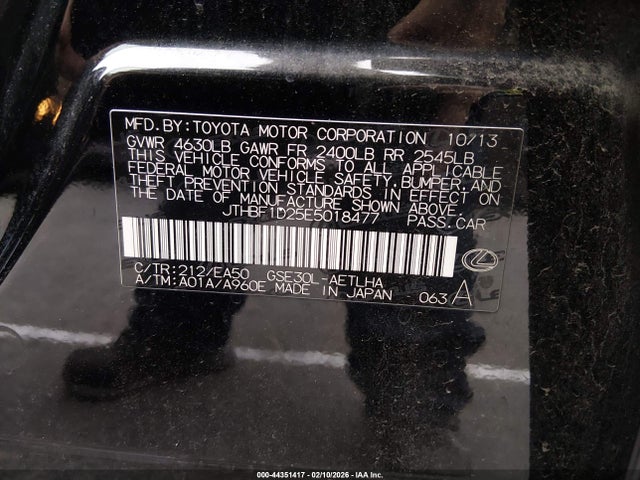 MFD.BY:TOYOTA MOTOR CORPORATION 10/13
GVWR 4630LB GAWR FR 2400LB RR 2545LB
THIS VEHICLE CONFORMS TO ALL APPLICABLE
FEDERAL MOTOR VEHICLE SAFETY,BUMPER,AND
THEFT PREVENTION STANDARDS IN EFFECT ON
THE DATE OF MANUFACTURE SHOWN ABOVE.
JTHBF1D25E5018477 PASS.CAR
C/TR:212/EA50 GSE30L-AETLHA
A/TM:A01A/A960E MADE IN JAPAN 063 A
000-44351417 - 02/10/2026 - IAA Inc.